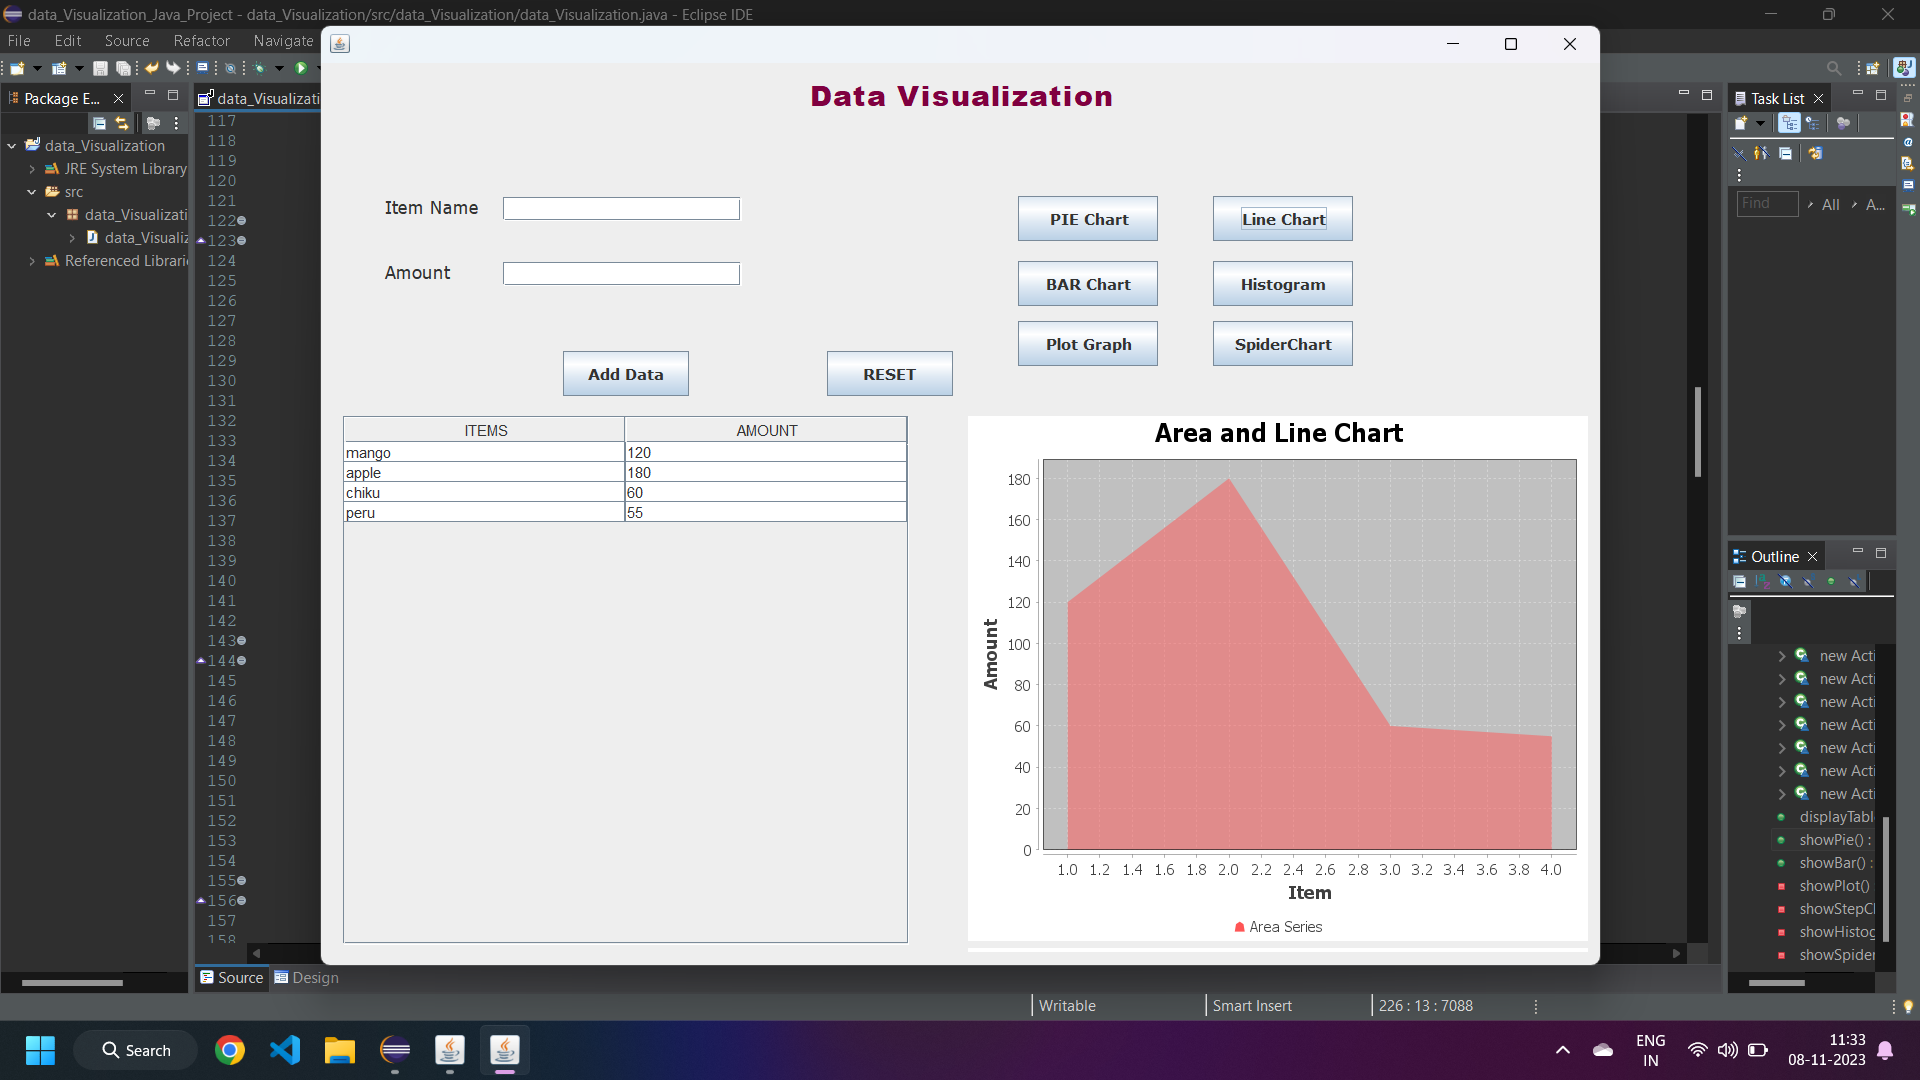 data_Visualization_Java_Project - data_Visualization/src/data_Visualization/data_Visualization.java - Eclipse IDE
File Edit Source Refactor Navigate
Package E...
data_Visualizati
Data Visualization
Task List
data_Visualization
JRE System Library
src
data_Visualizati
data_Visualiz
Referenced Librari
117
118
119
120
121
122
123
124
125
126
127
128
129
130
131
132
133
134
135
136
137
138
139
140
141
142
143
144
145
146
147
148
149
150
151
152
153
154
155
156
157
158
Item Name
Amount
PIE Chart Line Chart
BAR Chart Histogram
Plot Graph SpiderChart
Add Data RESET
ITEMS AMOUNT
mango 120
apple 180
chiku 60
peru 55
Area and Line Chart
180
160
140
120
100
80
60
40
20
0
Amount
1.0 1.2 1.4 1.6 1.8 2.0 2.2 2.4 2.6 2.8 3.0 3.2 3.4 3.6 3.8 4.0
Item
Area Series
Find All A...
Outline
new Acti
new Acti
new Acti
new Acti
new Acti
new Acti
new Acti
displayTabl
showPie() :
showBar() :
showPlot()
showStepC
showHistog
showSpider
Source Design
Writable Smart Insert 226 : 13 : 7088
Search
ENG
IN
11:33
08-11-2023